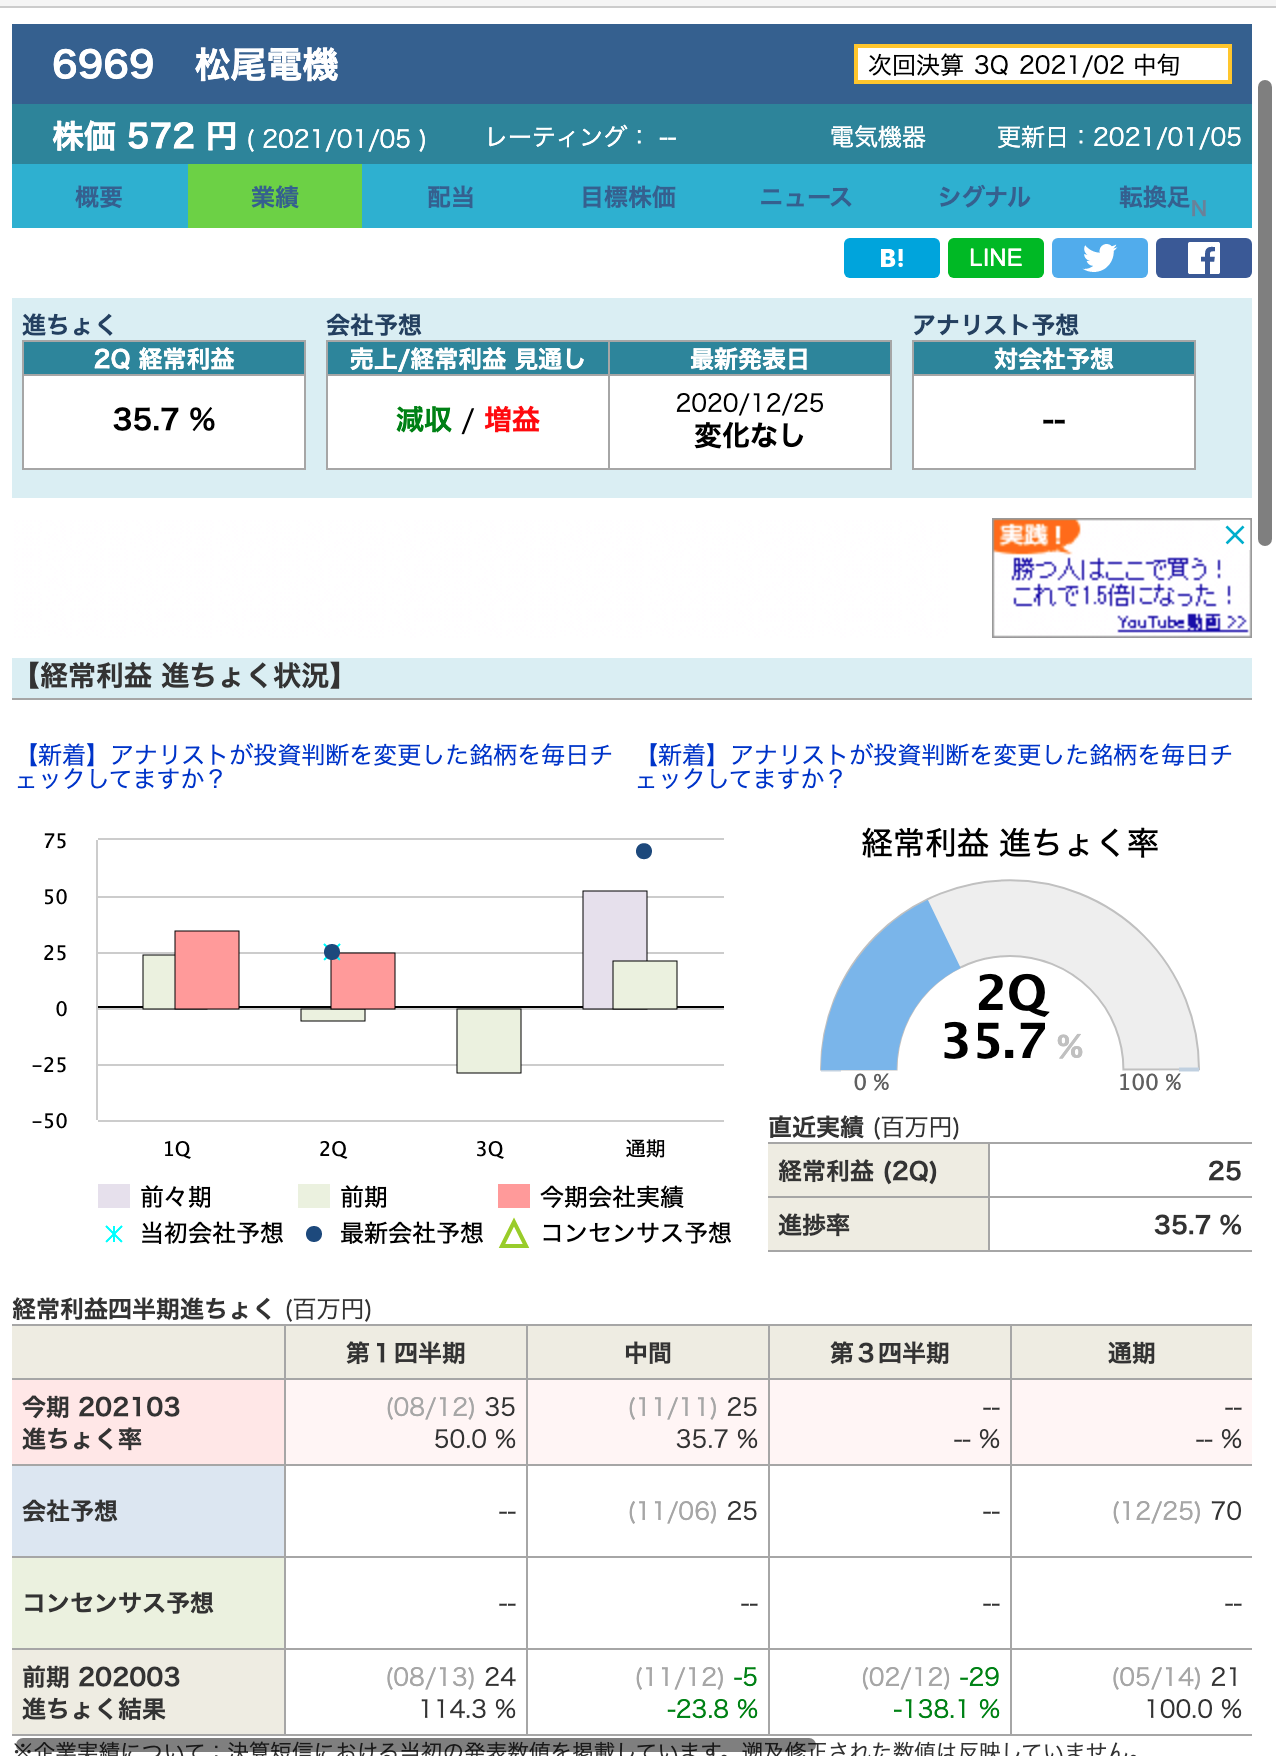 6969 松尾電機
次回決算 3Q 2021/02 中旬
株価 572 円 ( 2021/01/05 ) レーティング： -- 電気機器 更新日：2021/01/05
概要 業績 配当 目標株価 ニュース シグナル 転換足N
B! LINE
進ちょく 会社予想 アナリスト予想
2Q 経常利益 売上/経常利益 見通し 最新発表日 対会社予想
35.7 % 減収 / 増益 2020/12/25 --
変化なし
実践！
勝つ人はここで買う！
これで1.5倍になった！
YouTube動画 >>
【経常利益 進ちょく状況】
【新着】アナリストが投資判断を変更した銘柄を毎日チ
ェックしてますか？
【新着】アナリストが投資判断を変更した銘柄を毎日チ
ェックしてますか？
75
50
25
0
-25
-50
1Q 2Q 3Q 通期
前々期 前期 今期会社実績
当初会社予想 最新会社予想 コンセンサス予想
経常利益 進ちょく率
2Q
35.7 %
0 % 100 %
直近実績 (百万円)
経常利益 (2Q) 25
進捗率 35.7 %
経常利益四半期進ちょく (百万円)
第１四半期 中間 第３四半期 通期
今期 202103 (08/12) 35 (11/11) 25 -- --
進ちょく率 50.0 % 35.7 % -- % -- %
会社予想 -- (11/06) 25 -- (12/25) 70
コンセンサス予想 -- -- -- --
前期 202003 (08/13) 24 (11/12) -5 (02/12) -29 (05/14) 21
進ちょく結果 114.3 % -23.8 % -138.1 % 100.0 %
※企業実績について：決算短信における当初の発表数値を掲載しています。遡及修正された数値は反映していません。